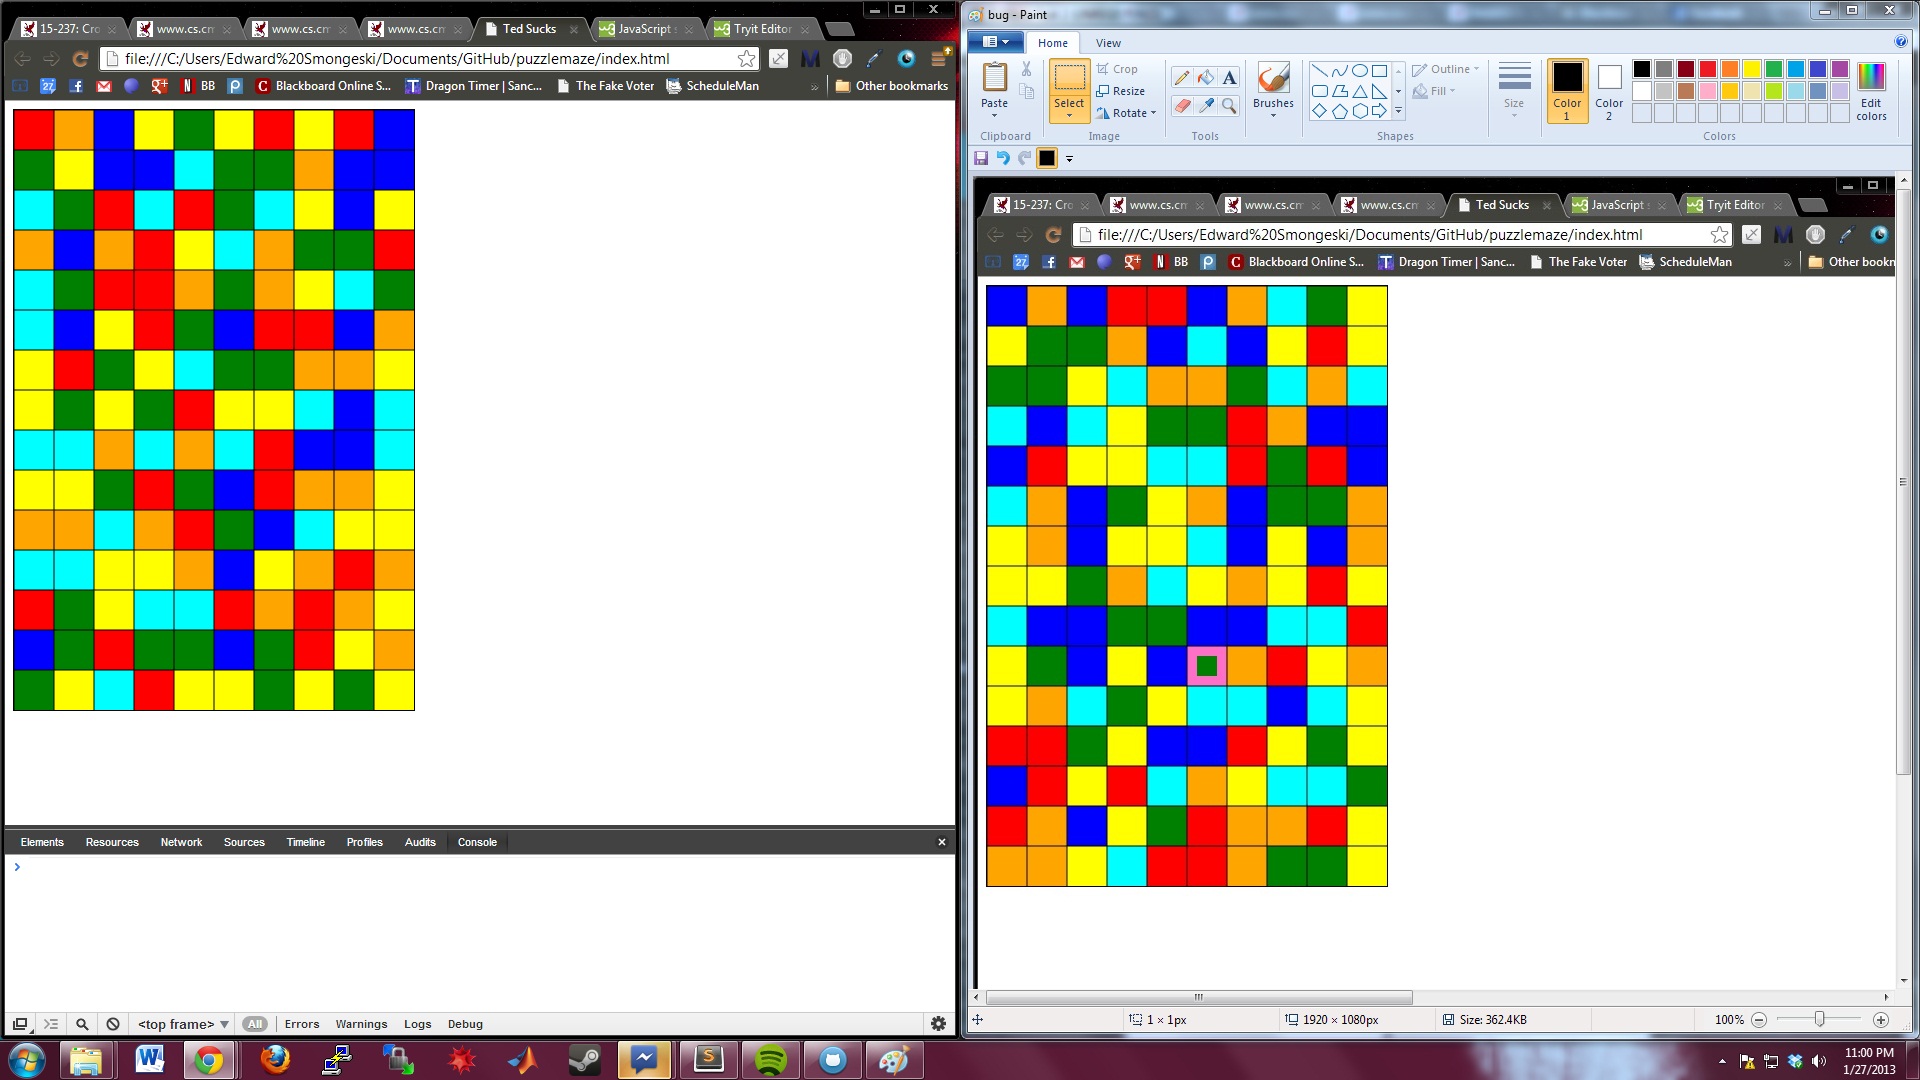 15-237: Cro
www.cs.cm
www.cs.cm
www.cs.cm
Ted Sucks
JavaScript
Tryit Editor
file:///C:/Users/Edward%20Smongeski/Documents/GitHub/puzzlemaze/index.html
27
BB
Blackboard Online S...
Dragon Timer | Sanc...
The Fake Voter
ScheduleMan
»
Other bookmarks
Elements
Resources
Network
Sources
Timeline
Profiles
Audits
Console
<top frame>
All
Errors
Warnings
Logs
Debug
bug - Paint
Home
View
Paste
Select
Crop
Resize
Rotate
Brushes
Outline
Fill
Size
Color
1
Color
2
Edit
colors
Clipboard
Image
Tools
Shapes
Colors
15-237: Cro
www.cs.cm
www.cs.cm
www.cs.cm
Ted Sucks
JavaScript
Tryit Editor
file:///C:/Users/Edward%20Smongeski/Documents/GitHub/puzzlemaze/index.html
27
BB
Blackboard Online S...
Dragon Timer | Sanc...
The Fake Voter
ScheduleMan
»
Other bookn
1 × 1px
1920 × 1080px
Size: 362.4KB
100%
11:00 PM
1/27/2013